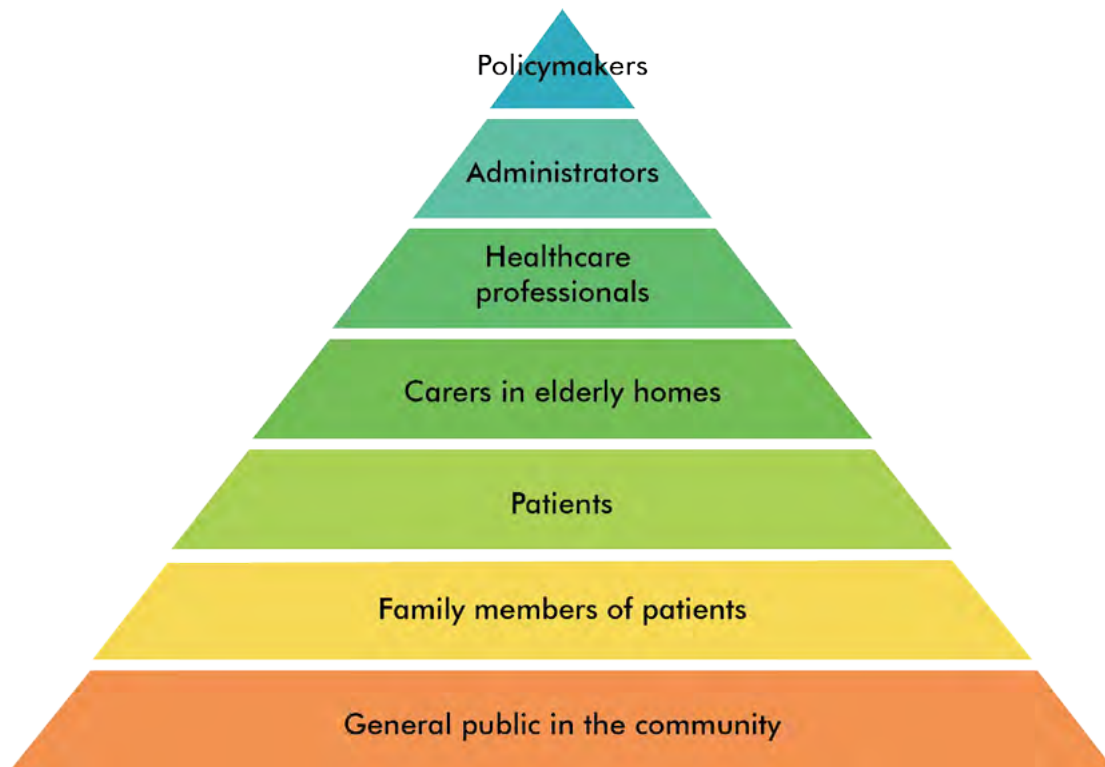 Policymakers
Administrators
Healthcare
professionals
Carers in elderly homes
Patients
Family members of patients
General public in the community